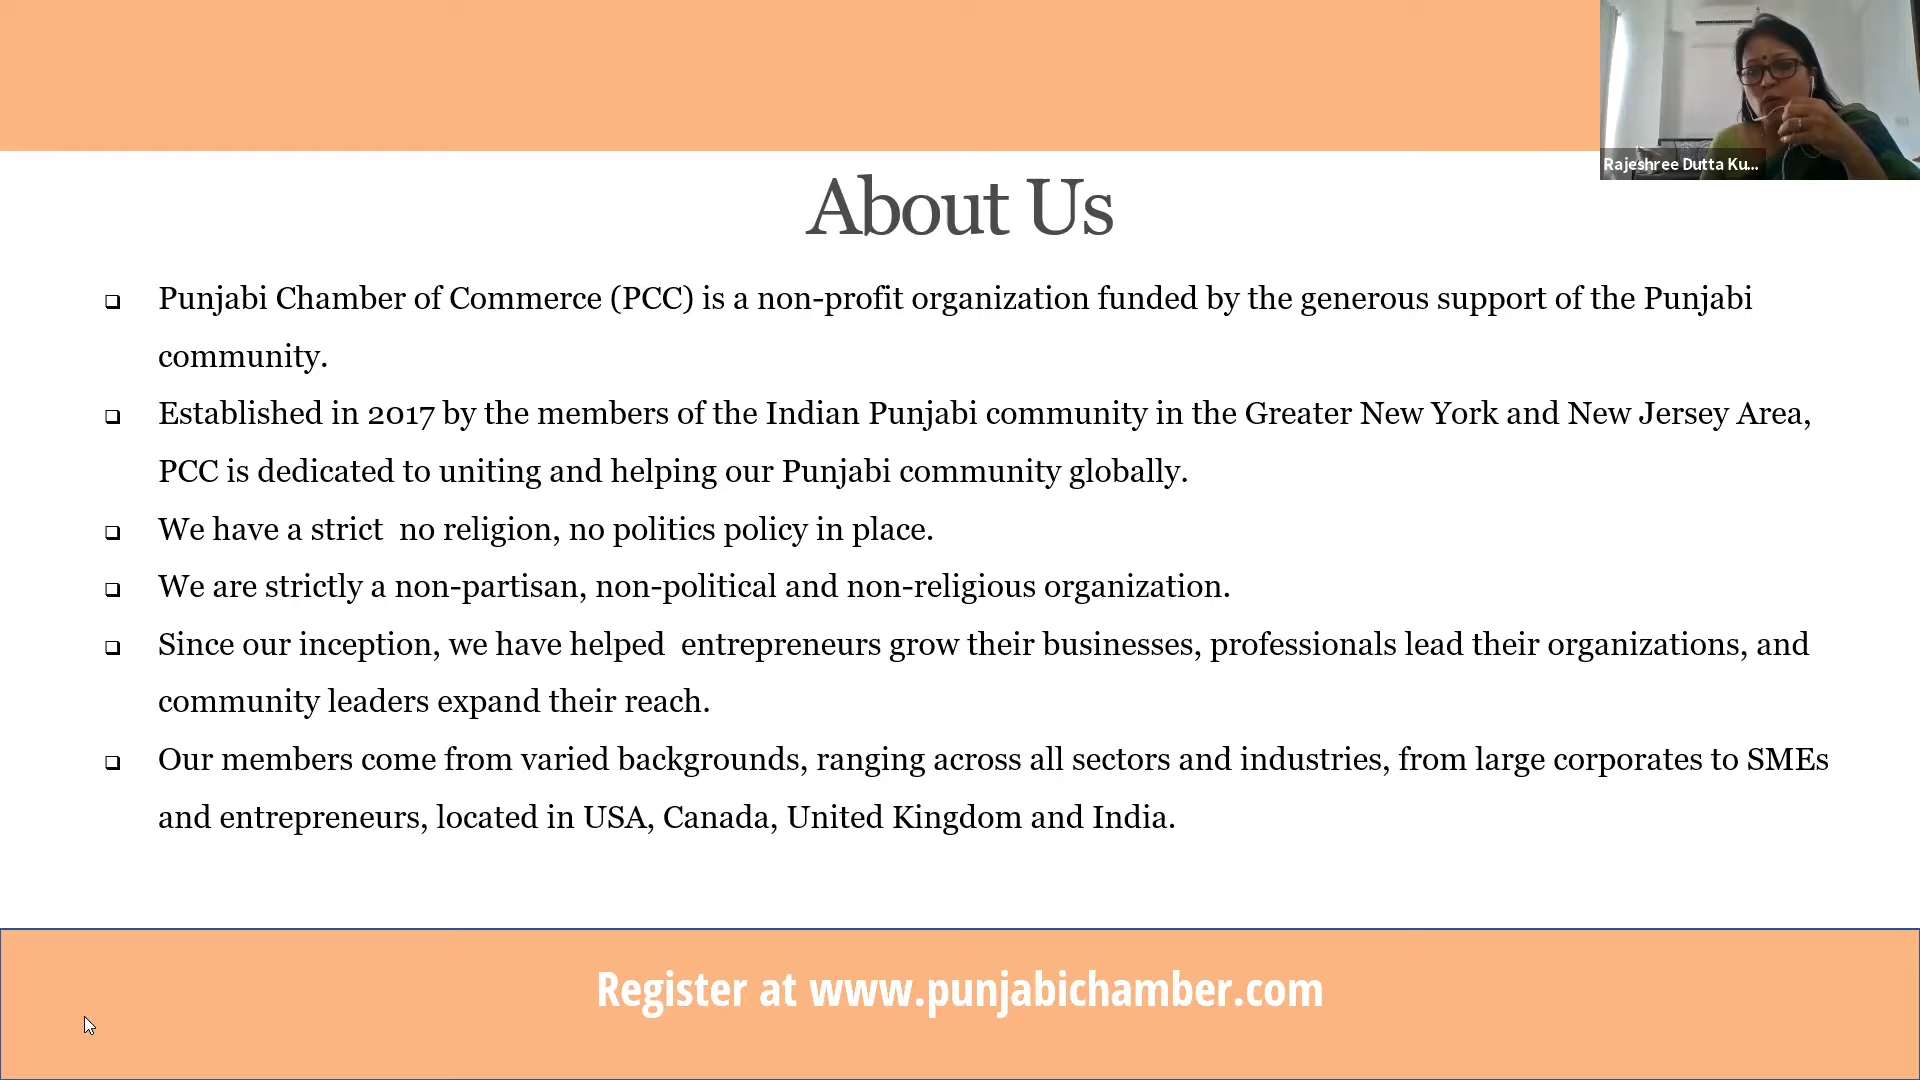 Rajeshree Dutta Ku...
About Us
❑ Punjabi Chamber of Commerce (PCC) is a non-profit organization funded by the generous support of the Punjabi
community.
❑ Established in 2017 by the members of the Indian Punjabi community in the Greater New York and New Jersey Area,
PCC is dedicated to uniting and helping our Punjabi community globally.
❑ We have a strict  no religion, no politics policy in place.
❑ We are strictly a non-partisan, non-political and non-religious organization.
❑ Since our inception, we have helped  entrepreneurs grow their businesses, professionals lead their organizations, and
community leaders expand their reach.
❑ Our members come from varied backgrounds, ranging across all sectors and industries, from large corporates to SMEs
and entrepreneurs, located in USA, Canada, United Kingdom and India.
Register at www.punjabichamber.com